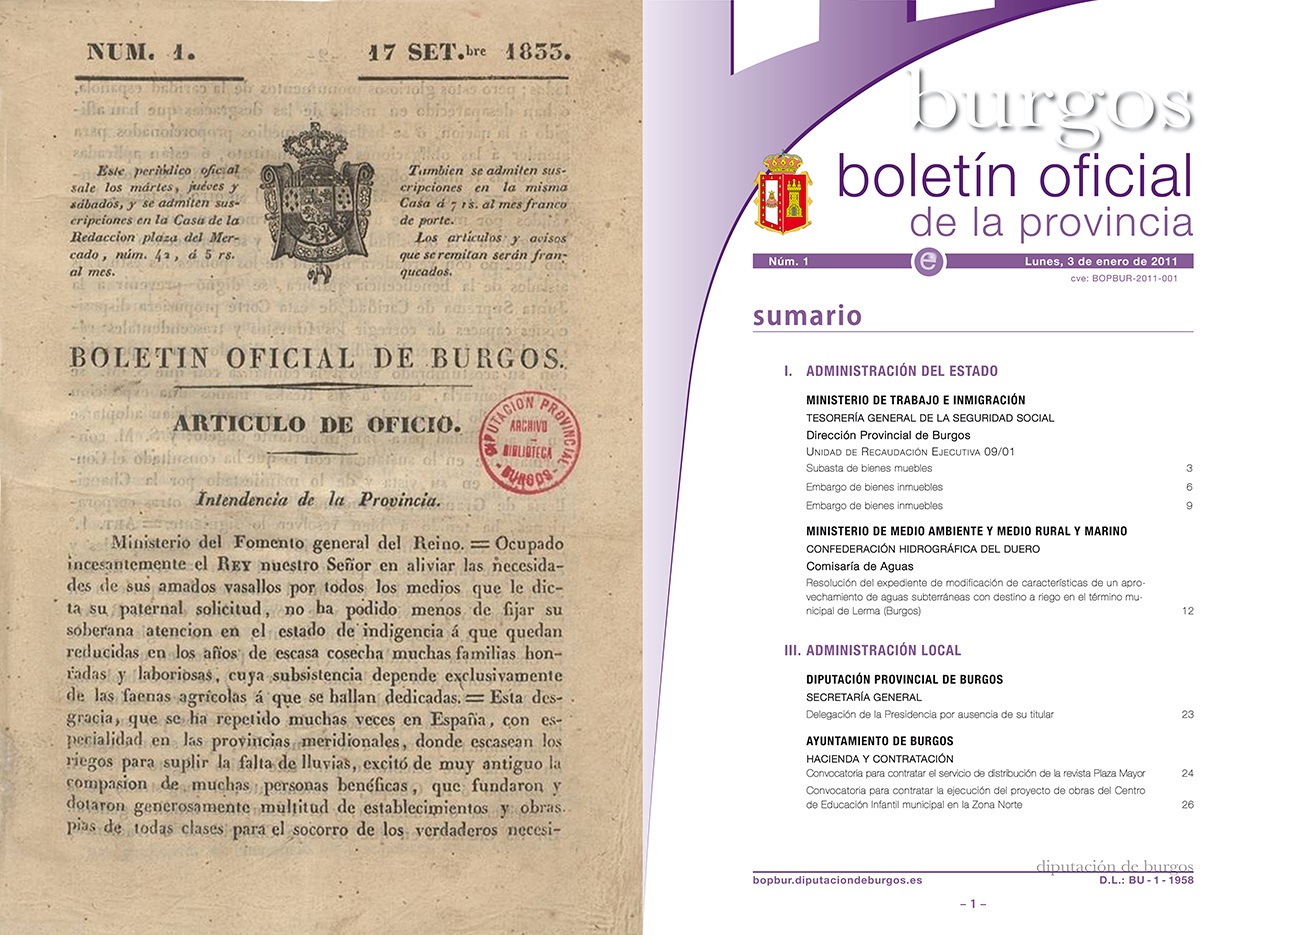 NUM. 1.
17 SET.bre 1833.
Este periódico oficial
sale los mártes, juéves y
sábados, y se admiten sus-
cripciones en la Casa de la
Redaccion plaza del Mer-
cado, núm. 42, á 5 rs.
al mes.
Tambien se admiten sus-
cripciones en la misma
Casa á 7 rs. al mes franco
de porte.
Los artículos y avisos
que se remitan serán fran-
queados.
BOLETIN OFICIAL DE BURGOS.
ARTICULO DE OFICIO.
DIPUTACION PROVINCIAL
ARCHIVO
-
BIBLIOTECA
- BURGOS -
Intendencia de la Provincia.
Ministerio del Fomento general del Reino. = Ocupado
incesantemente el REY nuestro Señor en aliviar las necesida-
des de sus amados vasallos por todos los medios que le dic-
ta su paternal solicitud, no ha podido menos de fijar su
soberana atencion en el estado de indigencia á que quedan
reducidas en los años de escasa cosecha muchas familias hon-
radas y laboriosas, cuya subsistencia depende exclusivamente
de las faenas agrícolas á que se hallan dedicadas. = Esta des-
gracia, que se ha repetido muchas veces en España, con es-
pecialidad en las provincias meridionales, donde escasean los
riegos para suplir la falta de lluvias, excitó de muy antiguo la
compasion de muchas personas benéficas, que fundaron y
dotaron generosamente multitud de establecimientos y obras
pias de todas clases para el socorro de los verdaderos necesi-
burgos
boletín oficial
de la provincia
Núm. 1
e
Lunes, 3 de enero de 2011
cve: BOPBUR-2011-001
sumario
I. ADMINISTRACIÓN DEL ESTADO
MINISTERIO DE TRABAJO E INMIGRACIÓN
TESORERÍA GENERAL DE LA SEGURIDAD SOCIAL
Dirección Provincial de Burgos
UNIDAD DE RECAUDACIÓN EJECUTIVA 09/01
Subasta de bienes muebles 3
Embargo de bienes inmuebles 6
Embargo de bienes inmuebles 9
MINISTERIO DE MEDIO AMBIENTE Y MEDIO RURAL Y MARINO
CONFEDERACIÓN HIDROGRÁFICA DEL DUERO
Comisaría de Aguas
Resolución del expediente de modificación de características de un apro-
vechamiento de aguas subterráneas con destino a riego en el término mu-
nicipal de Lerma (Burgos) 12
III. ADMINISTRACIÓN LOCAL
DIPUTACIÓN PROVINCIAL DE BURGOS
SECRETARÍA GENERAL
Delegación de la Presidencia por ausencia de su titular 23
AYUNTAMIENTO DE BURGOS
HACIENDA Y CONTRATACIÓN
Convocatoria para contratar el servicio de distribución de la revista Plaza Mayor 24
Convocatoria para contratar la ejecución del proyecto de obras del Centro
de Educación Infantil municipal en la Zona Norte 26
diputación de burgos
bopbur.diputaciondeburgos.es
D.L.: BU - 1 - 1958
– 1 –